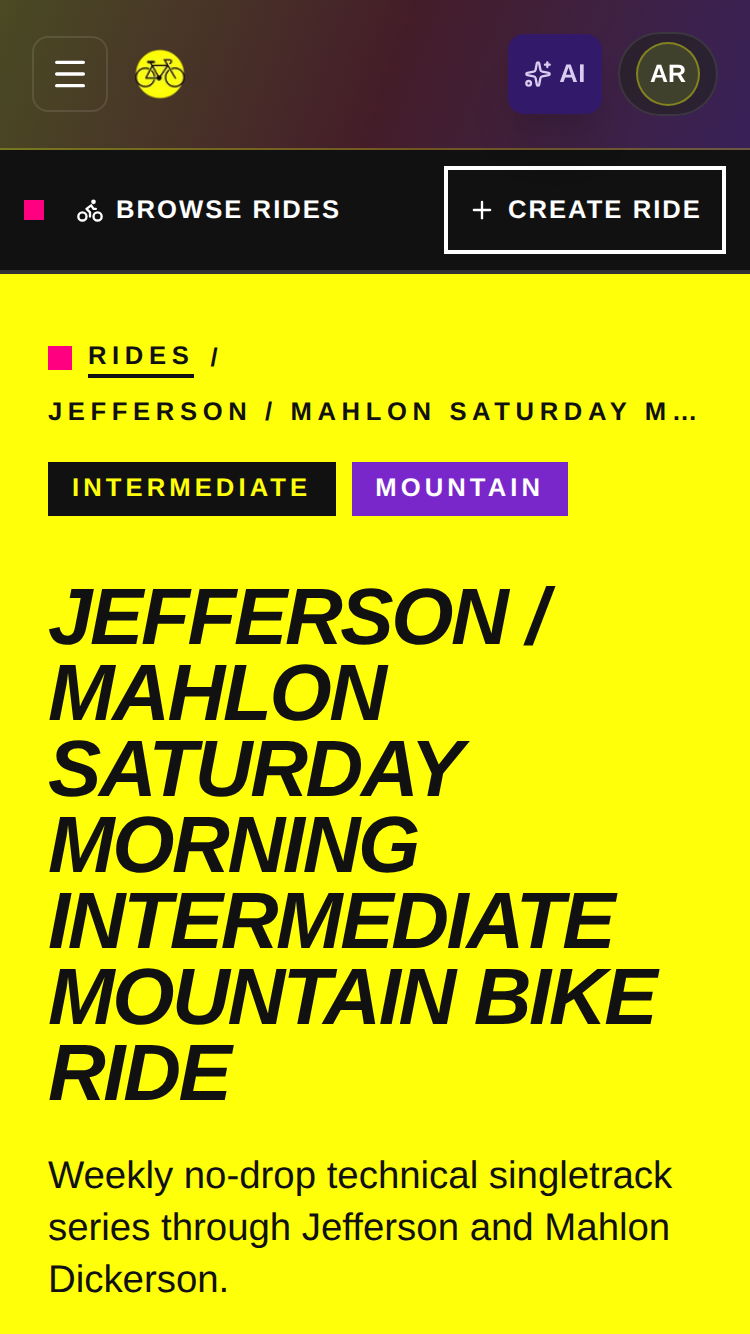 AI
AR
BROWSE RIDES
+ CREATE RIDE
RIDES /
JEFFERSON / MAHLON SATURDAY M…
INTERMEDIATE
MOUNTAIN
JEFFERSON /
MAHLON
SATURDAY
MORNING
INTERMEDIATE
MOUNTAIN BIKE
RIDE
Weekly no-drop technical singletrack
series through Jefferson and Mahlon
Dickerson.